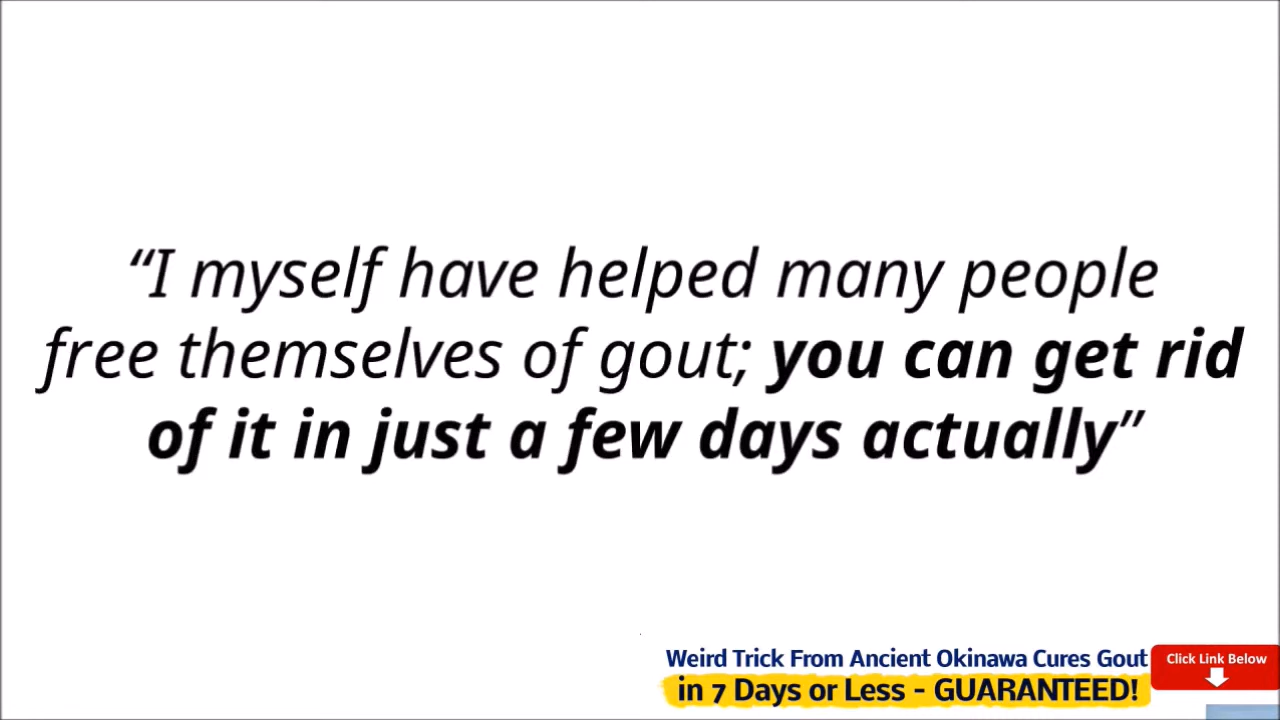 “I myself have helped many people
free themselves of gout; you can get rid
of it in just a few days actually”
Weird Trick From Ancient Okinawa Cures Gout
in 7 Days or Less - GUARANTEED!
Click Link Below